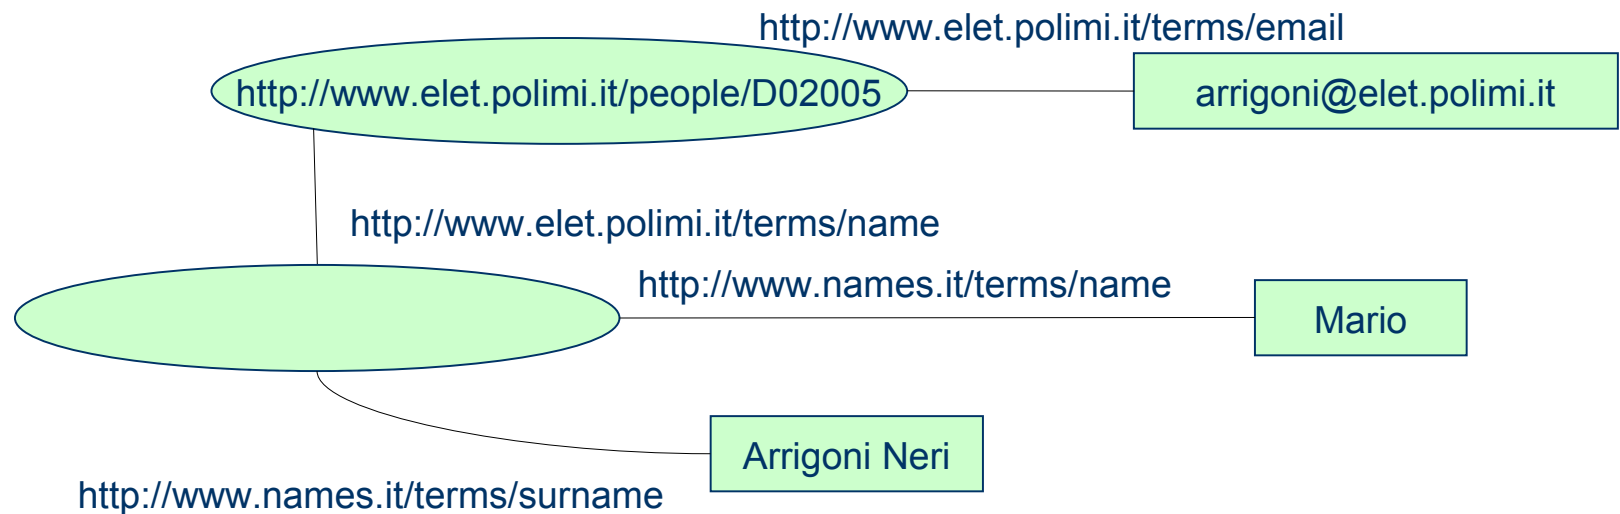 http://www.elet.polimi.it/terms/email
http://www.elet.polimi.it/people/D02005
arrigoni@elet.polimi.it
http://www.elet.polimi.it/terms/name
http://www.names.it/terms/name
Mario
Arrigoni Neri
http://www.names.it/terms/surname